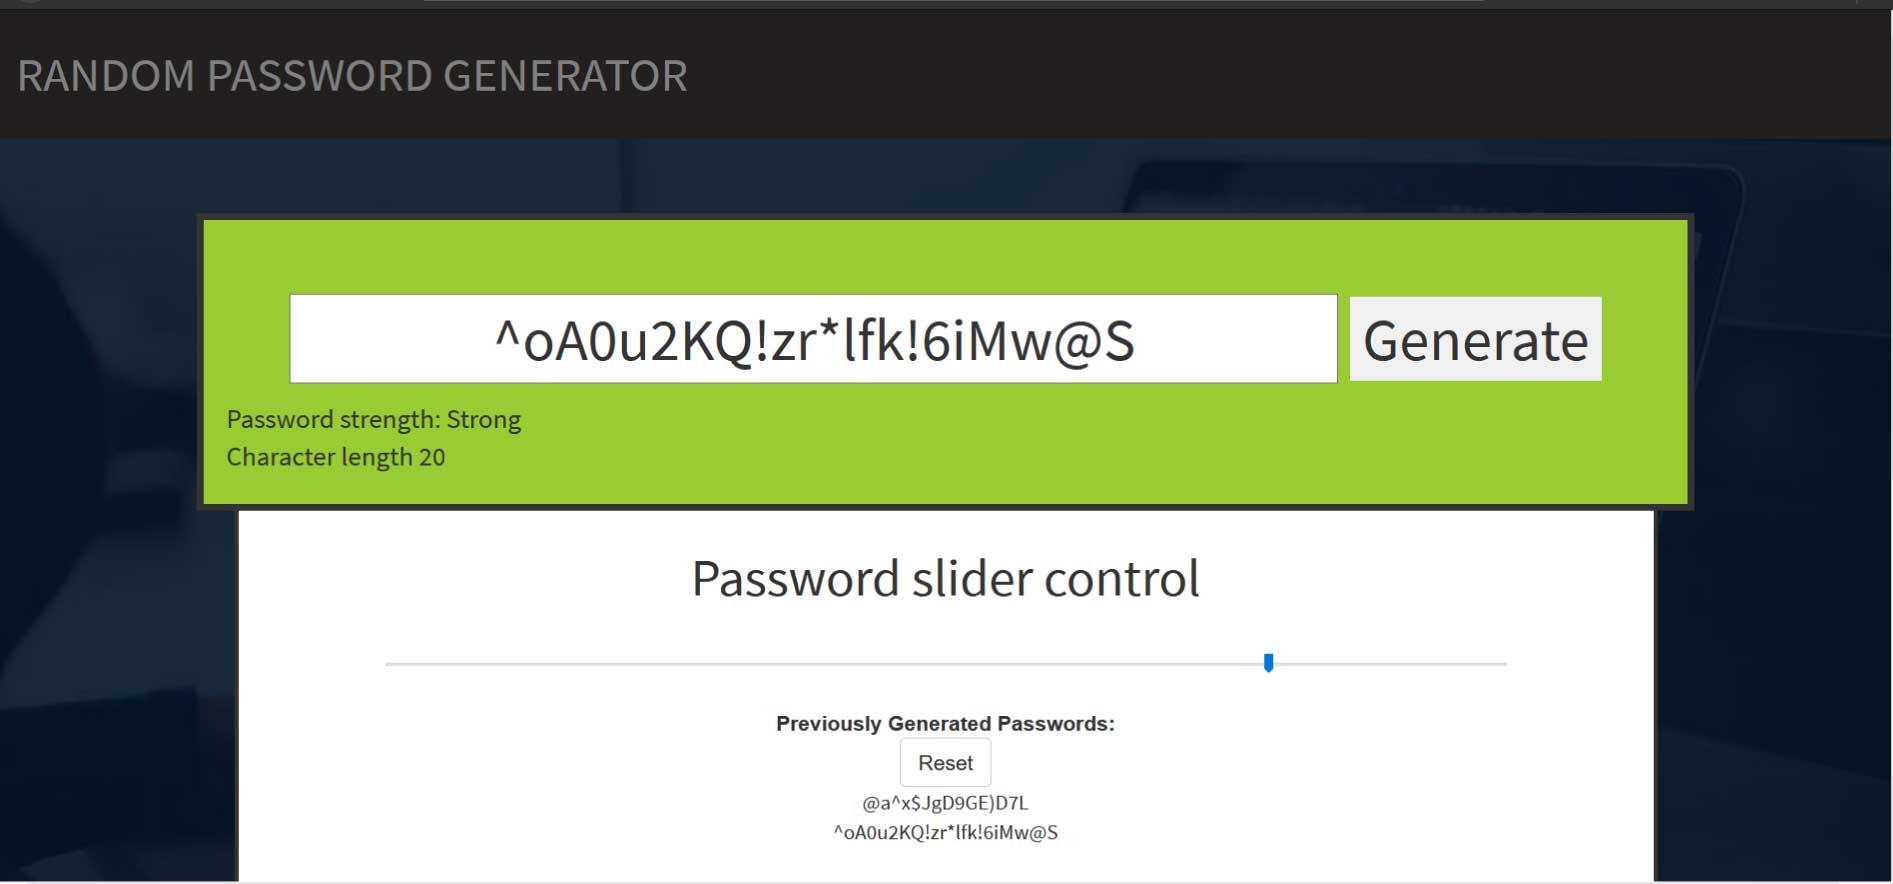 RANDOM PASSWORD GENERATOR
^oA0u2KQ!zr*lfk!6iMw@S
Generate
Password strength: Strong
Character length 20
Password slider control
Previously Generated Passwords:
Reset
@a^x$JgD9GE)D7L
^oA0u2KQ!zr*lfk!6iMw@S